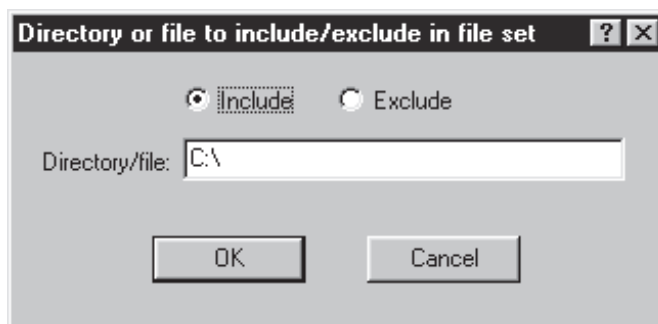 Directory or file to include/exclude in file set
Include Exclude
Directory/file: C:\
OK Cancel